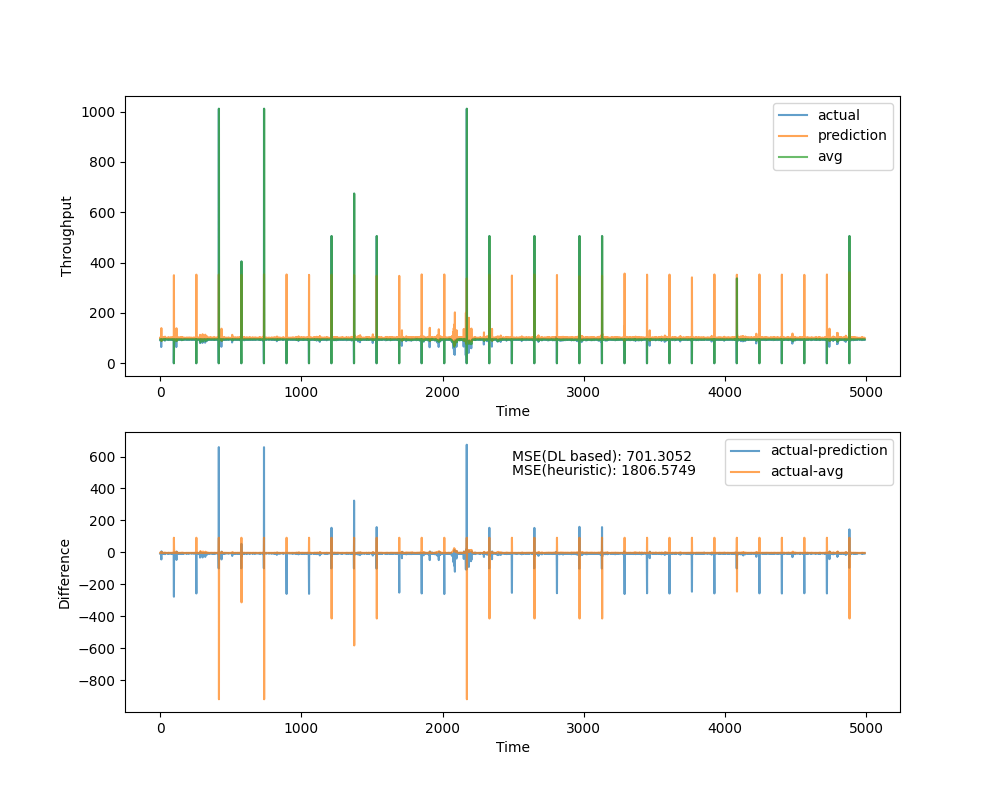 1000
800
600
400
200
0
Throughput
actual
prediction
avg
0 1000 2000 3000 4000 5000
Time
600
400
200
0
−200
−400
−600
−800
Difference
MSE(DL based): 701.3052
MSE(heuristic): 1806.5749
actual-prediction
actual-avg
0 1000 2000 3000 4000 5000
Time